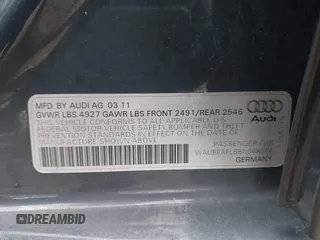 MFD BY AUDI AG 03 11
GVWR LBS 4927 GAWR LBS FRONT 2491/REAR 2546
THIS VEHICLE CONFORMS TO ALL APPLICABLE U.S.
FEDERAL MOTOR VEHICLE SAFETY BUMPER AND THEFT
PREVENTION STANDARDS IN EFFECT ON THE DATE OF
MANUFACTURE SHOWN ABOVE
Audi
PASSENGER CAR
GERMANY
DREAMBID